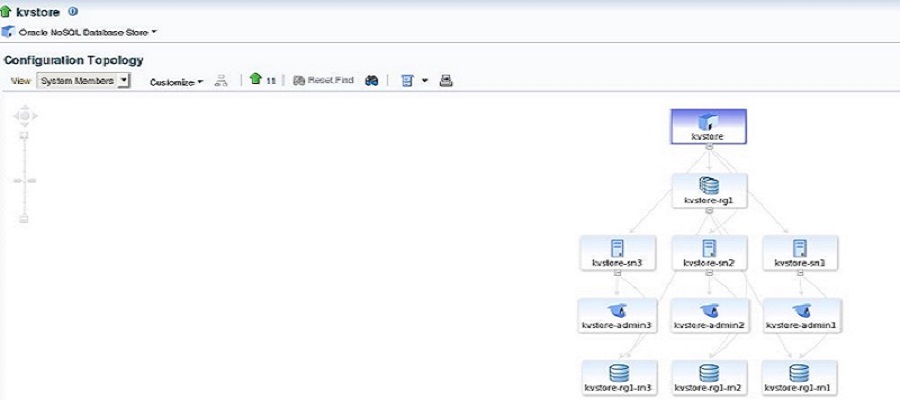 kvstore
Oracle NoSQL Database Store
Configuration Topology
View System Members Customize 11 Reset Find
kvstore
kvstore-rg1
kvstore-sn3 kvstore-sn2 kvstore-sn1
kvstore-admin3 kvstore-admin2 kvstore-admin1
kvstore-rg1-rn3 kvstore-rg1-rn2 kvstore-rg1-rn1